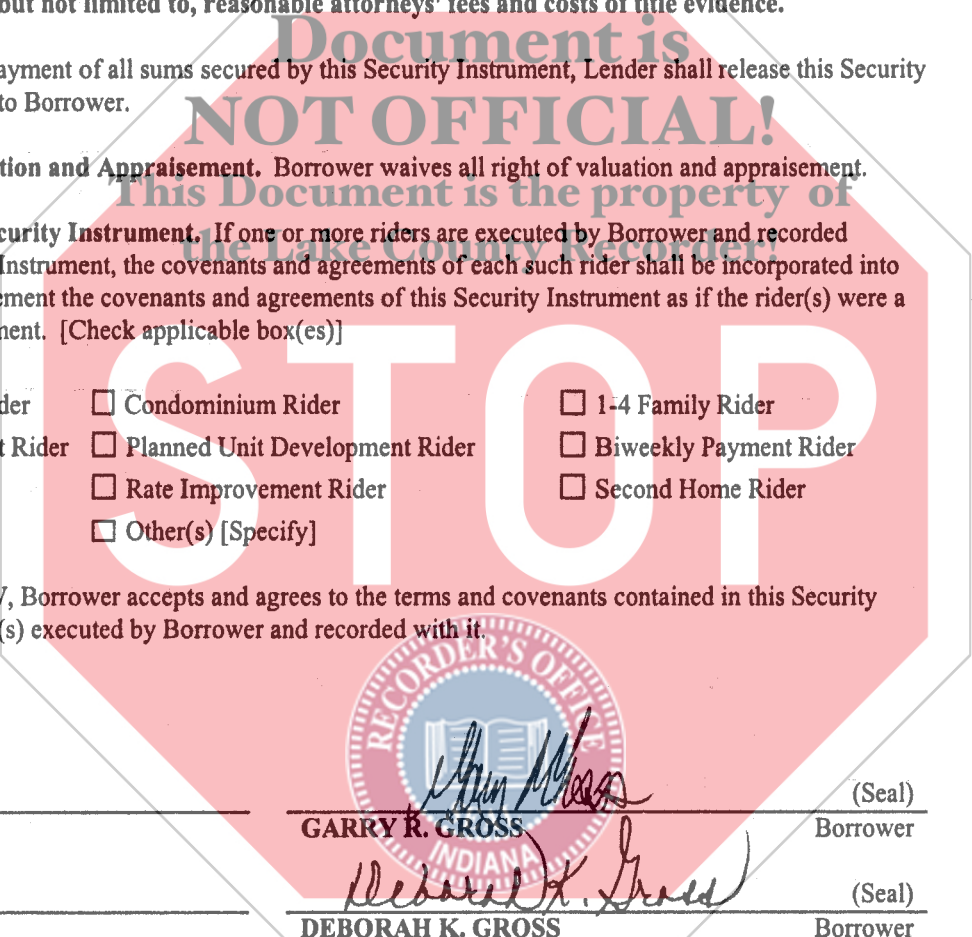 but not limited to, reasonable attorneys' fees and costs of title evidence.
Document is
ayment of all sums secured by this Security Instrument, Lender shall release this Security
to Borrower.
NOT OFFICIAL!
tion and Appraisement. Borrower waives all right of valuation and appraisement.
This Document is the property of
curity Instrument. If one or more riders are executed by Borrower and recorded
the Lake County Recorder!
Instrument, the covenants and agreements of each such rider shall be incorporated into
ement the covenants and agreements of this Security Instrument as if the rider(s) were a
ment. [Check applicable box(es)]
STOP
der ☐ Condominium Rider ☐ 1-4 Family Rider
t Rider ☐ Planned Unit Development Rider ☐ Biweekly Payment Rider
☐ Rate Improvement Rider ☐ Second Home Rider
☐ Other(s) [Specify]
, Borrower accepts and agrees to the terms and covenants contained in this Security
(s) executed by Borrower and recorded with it.
RECORDER'S OFFICE
(Seal)
GARRY R. GROSS Borrower
INDIANA
Deborah K. Gross (Seal)
DEBORAH K. GROSS Borrower